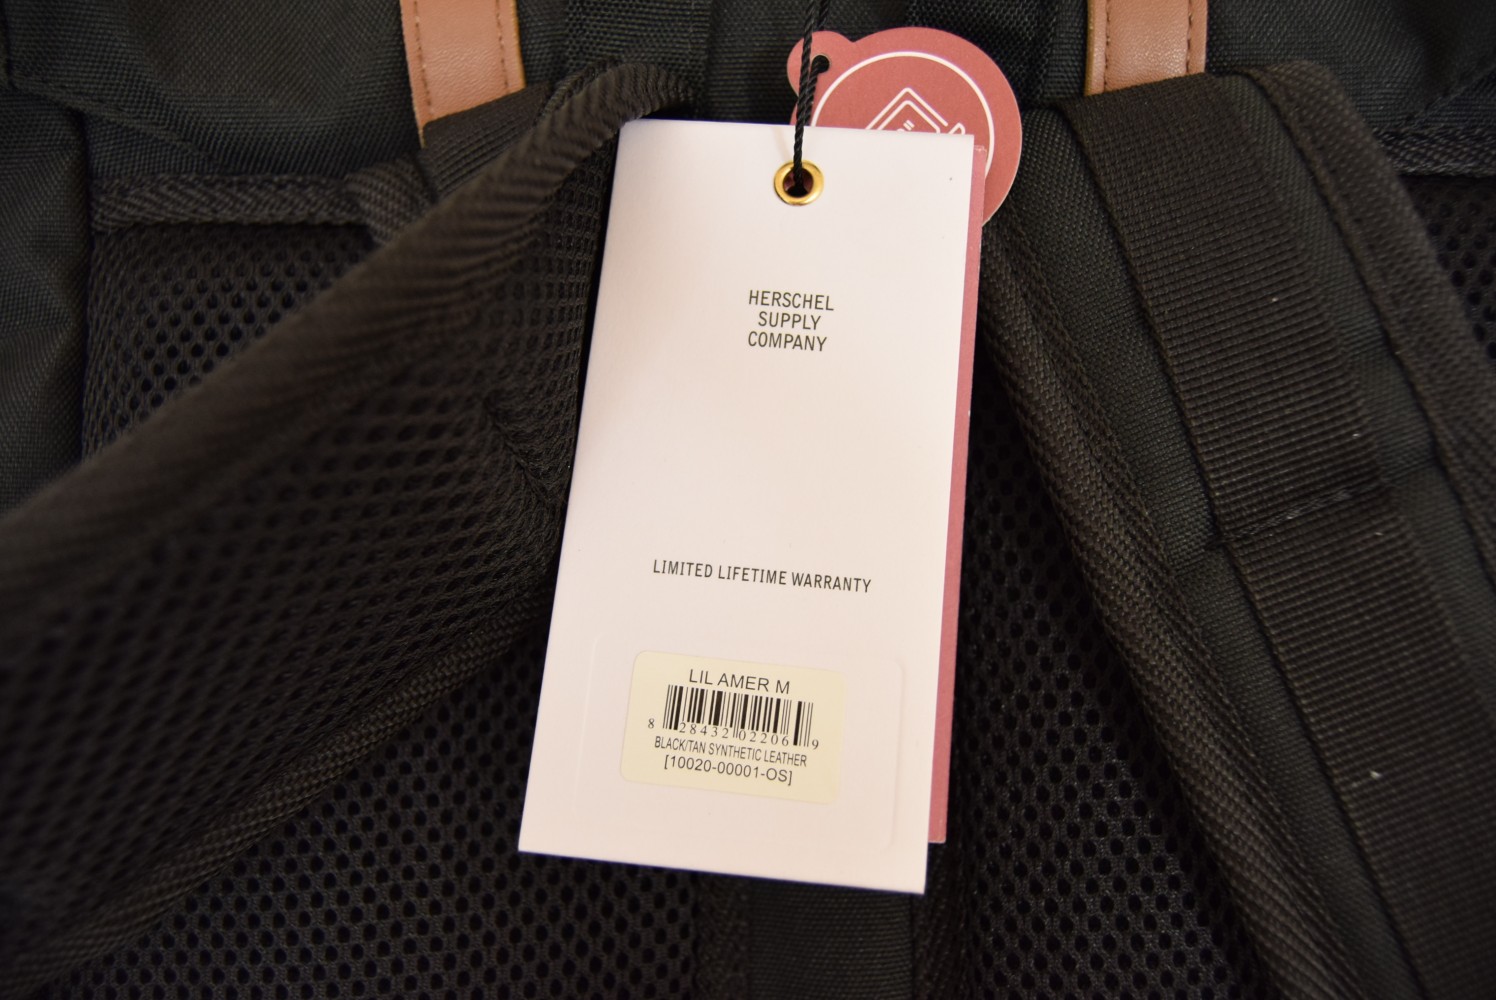 HERSCHEL
SUPPLY
COMPANY
LIMITED LIFETIME WARRANTY
LIL AMER M
8 28432 02206 9
BLACK/TAN SYNTHETIC LEATHER
[10020-00001-OS]